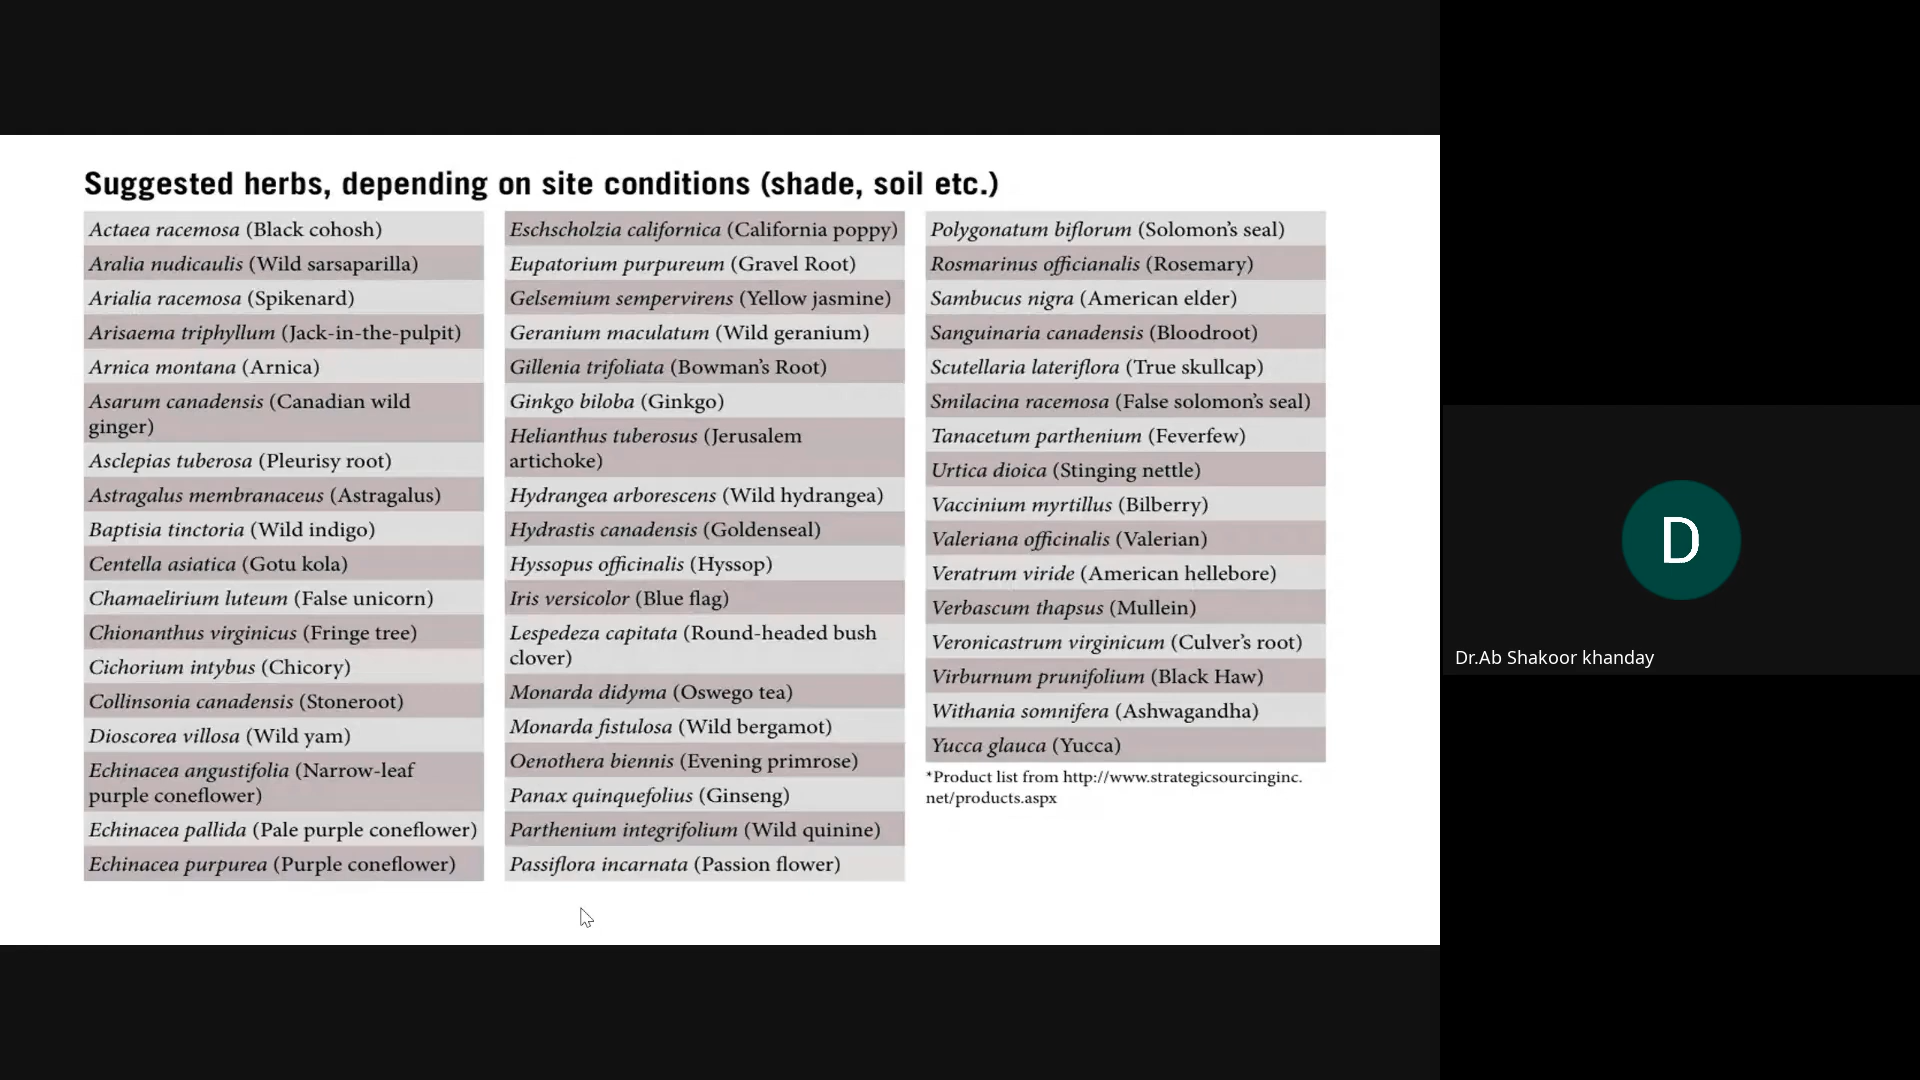 Suggested herbs, depending on site conditions (shade, soil etc.)
Actaea racemosa (Black cohosh)
Aralia nudicaulis (Wild sarsaparilla)
Arialia racemosa (Spikenard)
Arisaema triphyllum (Jack-in-the-pulpit)
Arnica montana (Arnica)
Asarum canadensis (Canadian wild
ginger)
Asclepias tuberosa (Pleurisy root)
Astragalus membranaceus (Astragalus)
Baptisia tinctoria (Wild indigo)
Centella asiatica (Gotu kola)
Chamaelirium luteum (False unicorn)
Chionanthus virginicus (Fringe tree)
Cichorium intybus (Chicory)
Collinsonia canadensis (Stoneroot)
Dioscorea villosa (Wild yam)
Echinacea angustifolia (Narrow-leaf
purple coneflower)
Echinacea pallida (Pale purple coneflower)
Echinacea purpurea (Purple coneflower)
Eschscholzia californica (California poppy)
Eupatorium purpureum (Gravel Root)
Gelsemium sempervirens (Yellow jasmine)
Geranium maculatum (Wild geranium)
Gillenia trifoliata (Bowman's Root)
Ginkgo biloba (Ginkgo)
Helianthus tuberosus (Jerusalem
artichoke)
Hydrangea arborescens (Wild hydrangea)
Hydrastis canadensis (Goldenseal)
Hyssopus officinalis (Hyssop)
Iris versicolor (Blue flag)
Lespedeza capitata (Round-headed bush
clover)
Monarda didyma (Oswego tea)
Monarda fistulosa (Wild bergamot)
Oenothera biennis (Evening primrose)
Panax quinquefolius (Ginseng)
Parthenium integrifolium (Wild quinine)
Passiflora incarnata (Passion flower)
Polygonatum biflorum (Solomon's seal)
Rosmarinus officianalis (Rosemary)
Sambucus nigra (American elder)
Sanguinaria canadensis (Bloodroot)
Scutellaria lateriflora (True skullcap)
Smilacina racemosa (False solomon's seal)
Tanacetum parthenium (Feverfew)
Urtica dioica (Stinging nettle)
Vaccinium myrtillus (Bilberry)
Valeriana officinalis (Valerian)
Veratrum viride (American hellebore)
Verbascum thapsus (Mullein)
Veronicastrum virginicum (Culver's root)
Virburnum prunifolium (Black Haw)
Withania somnifera (Ashwagandha)
Yucca glauca (Yucca)
*Product list from http://www.strategicsourcinginc.
net/products.aspx
D
Dr.Ab Shakoor khanday